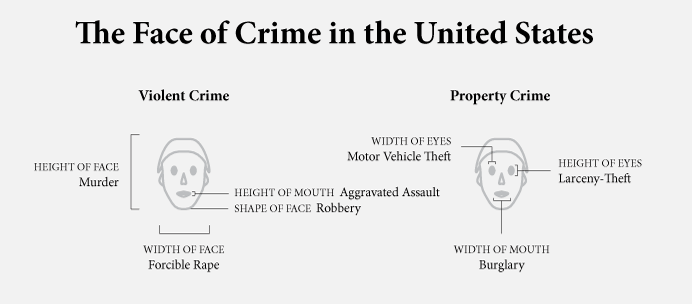 The Face of Crime in the United States
Violent Crime
HEIGHT OF FACE
Murder
HEIGHT OF MOUTH Aggravated Assault
SHAPE OF FACE Robbery
WIDTH OF FACE
Forcible Rape
Property Crime
WIDTH OF EYES
Motor Vehicle Theft
HEIGHT OF EYES
Larceny-Theft
WIDTH OF MOUTH
Burglary